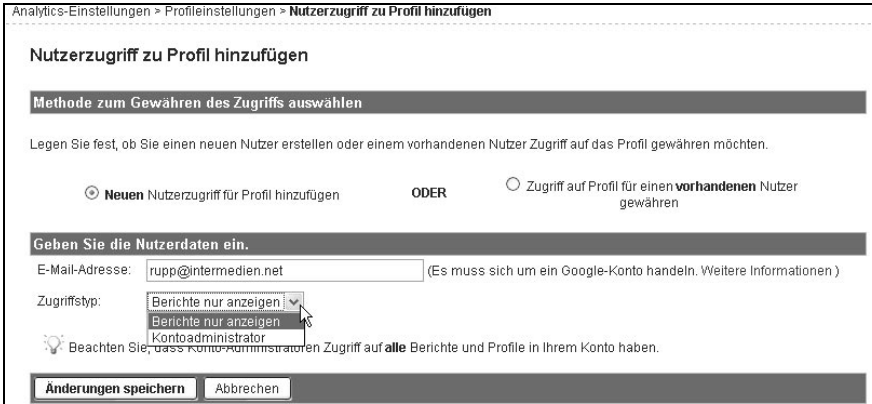 Analytics-Einstellungen > Profileinstellungen > Nutzerzugriff zu Profil hinzufügen
Nutzerzugriff zu Profil hinzufügen
Methode zum Gewähren des Zugriffs auswählen
Legen Sie fest, ob Sie einen neuen Nutzer erstellen oder einem vorhandenen Nutzer Zugriff auf das Profil gewähren möchten.
Neuen Nutzerzugriff für Profil hinzufügen ODER Zugriff auf Profil für einen vorhandenen Nutzer
gewähren
Geben Sie die Nutzerdaten ein.
E-Mail-Adresse: rupp@intermedien.net (Es muss sich um ein Google-Konto handeln. Weitere Informationen )
Zugriffstyp: Berichte nur anzeigen
Berichte nur anzeigen
Kontoadministrator
Beachten Sie, dass Konto-Administratoren Zugriff auf alle Berichte und Profile in Ihrem Konto haben.
Änderungen speichern Abbrechen